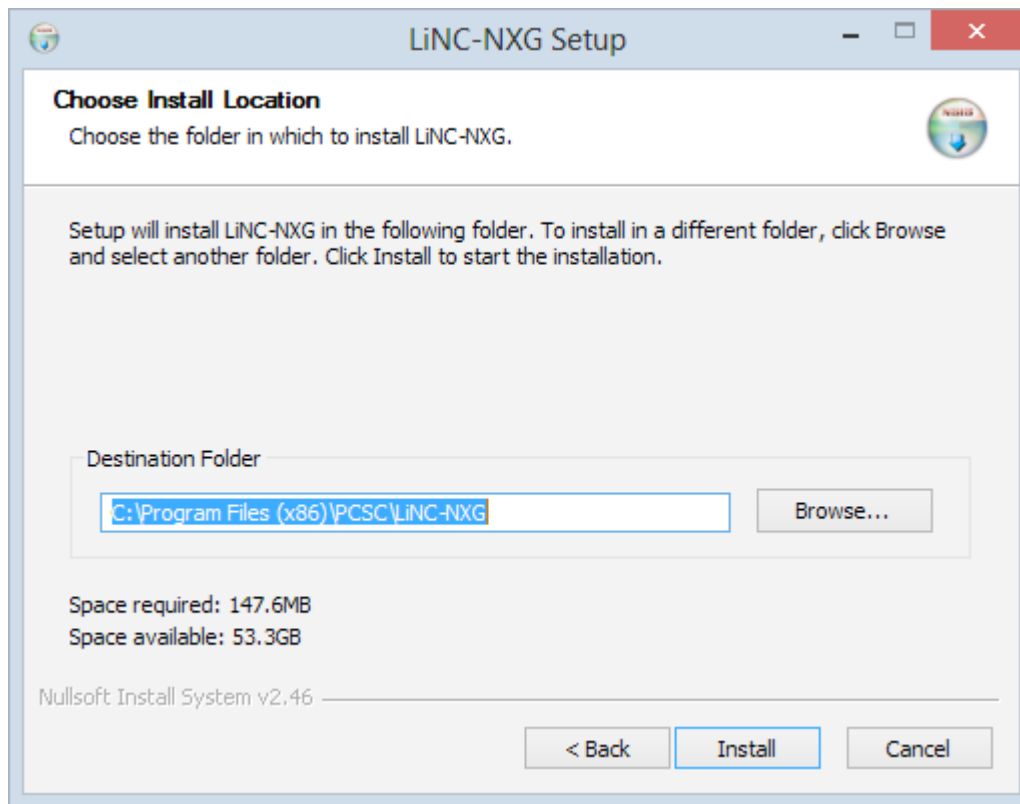 LiNC-NXG Setup
Choose Install Location
Choose the folder in which to install LiNC-NXG.
Setup will install LiNC-NXG in the following folder. To install in a different folder, click Browse
and select another folder. Click Install to start the installation.
Destination Folder
C:\Program Files (x86)\PCSC\LiNC-NXG
Browse...
Space required: 147.6MB
Space available: 53.3GB
Nullsoft Install System v2.46
< Back
Install
Cancel